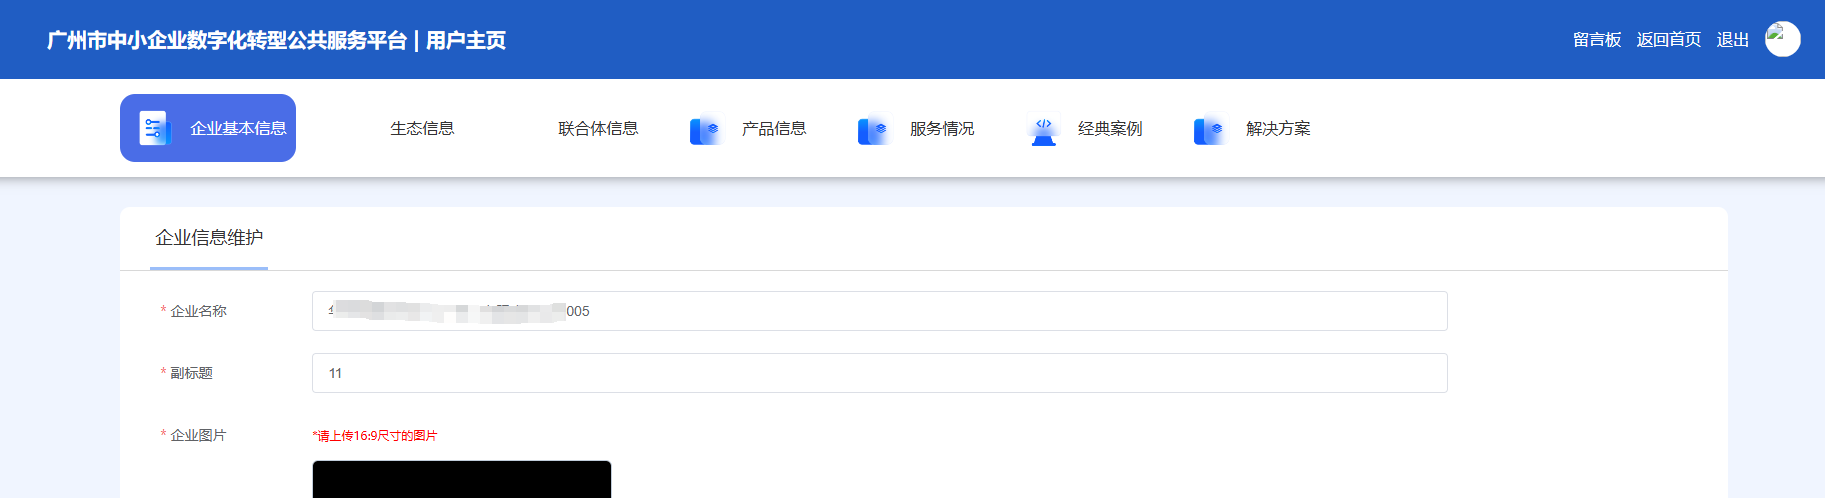 广州市中小企业数字化转型公共服务平台 | 用户主页
留言板 返回首页 退出
企业基本信息 生态信息 联合体信息 产品信息 服务情况 经典案例 解决方案
企业信息维护
* 企业名称 005
* 副标题 11
* 企业图片 *请上传16:9尺寸的图片